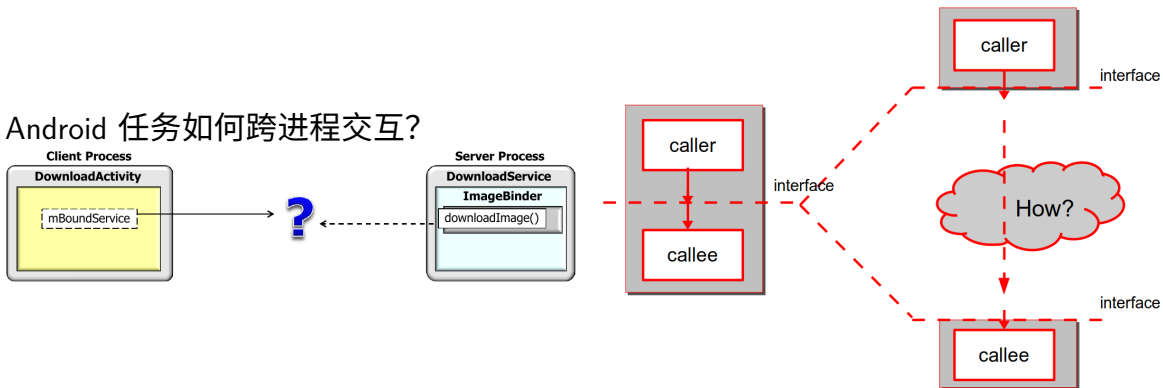 Android 任务如何跨进程交互?
Client Process
DownloadActivity
mBoundService
?
Server Process
DownloadService
ImageBinder
downloadImage()
caller
interface
callee
caller
interface
How?
interface
callee